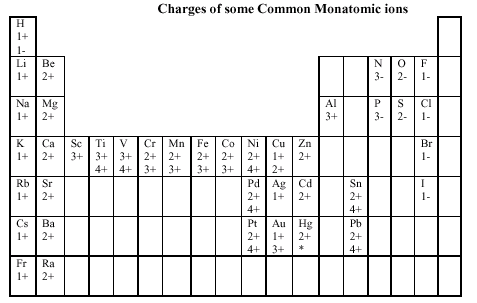 Charges of some Common Monatomic ions
H
1+
1-
Li Be N O F
1+ 2+ 3- 2- 1-
Na Mg Al P S Cl
1+ 2+ 3+ 3- 2- 1-
K Ca Sc Ti V Cr Mn Fe Co Ni Cu Zn Br
1+ 2+ 3+ 3+ 3+ 2+ 2+ 2+ 2+ 2+ 1+ 2+ 1-
4+ 4+ 3+ 3+ 3+ 3+ 4+ 2+
Rb Sr Pd Ag Cd Sn I
1+ 2+ 2+ 1+ 2+ 2+ 1-
4+ 4+
Cs Ba Pt Au Hg Pb
1+ 2+ 2+ 1+ 2+ 2+
4+ 3+ * 4+
Fr Ra
1+ 2+